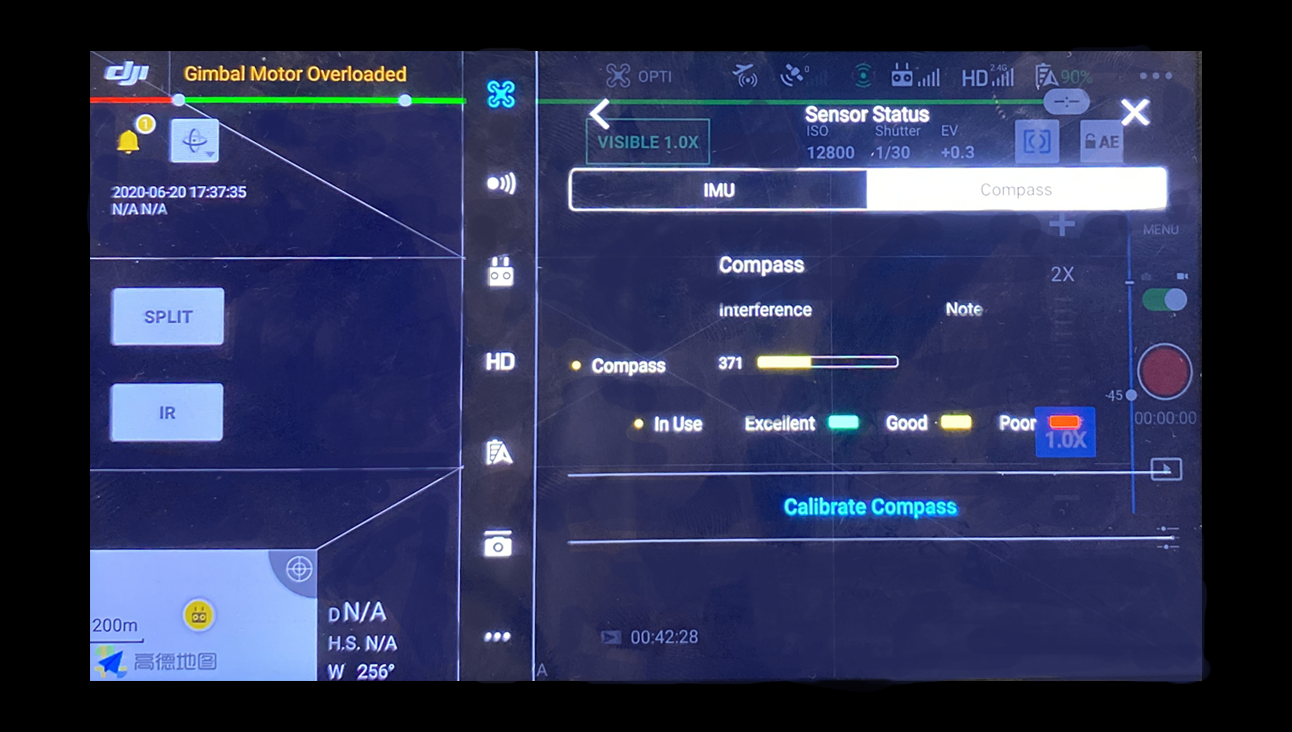 dji
Gimbal Motor Overloaded
OPTI
0
HD 2.4G
90%
1
Sensor Status
VISIBLE 1.0X
ISO
Shutter
EV
12800
1/30
+0.3
AE
2020-06-20 17:37:35
N/A N/A
IMU
Compass
MENU
Compass
2X
SPLIT
Interference
Note
HD
Compass
371
-45
IR
In Use
Excellent
Good
Poor
1.0X
00:00:00
Calibrate Compass
200m
高德地图
D N/A
H.S. N/A
W 256°
00:42:28
A